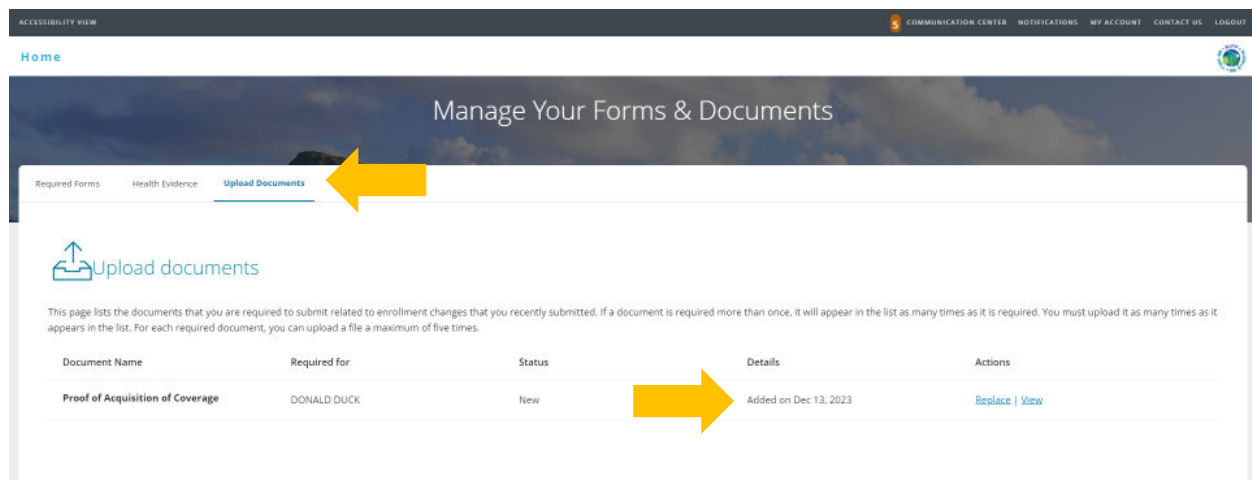 ACCESSIBILITY VIEW
5 COMMUNICATION CENTER NOTIFICATIONS MY ACCOUNT CONTACT US LOGOUT
Home
Manage Your Forms & Documents
Required Forms Health Evidence Upload Documents
Upload documents
This page lists the documents that you are required to submit related to enrollment changes that you recently submitted. If a document is required more than once, it will appear in the list as many times as it is required. You must upload it as many times as it
appears in the list. For each required document, you can upload a file a maximum of five times.
Document Name Required for Status Details Actions
Proof of Acquisition of Coverage DONALD DUCK New Added on Dec 13, 2023 Replace | View